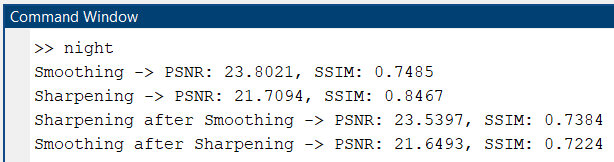 Command Window
>> night
Smoothing -> PSNR: 23.8021, SSIM: 0.7485
Sharpening -> PSNR: 21.7094, SSIM: 0.8467
Sharpening after Smoothing -> PSNR: 23.5397, SSIM: 0.7384
Smoothing after Sharpening -> PSNR: 21.6493, SSIM: 0.7224